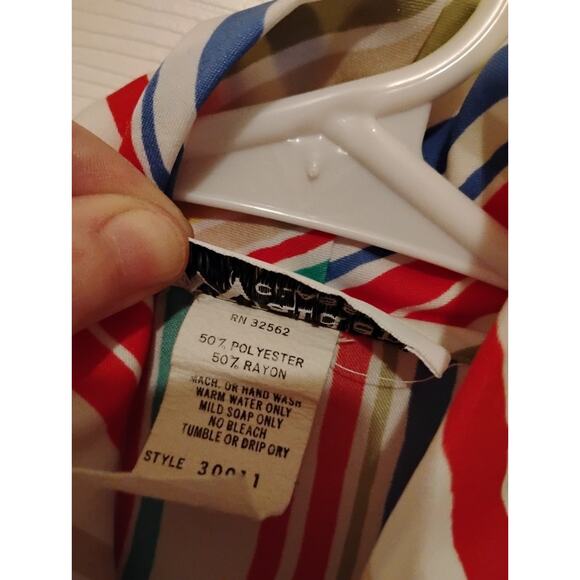 RN 32562
50% POLYESTER
50% RAYON
MACH. OR HAND WASH
WARM WATER ONLY
MILD SOAP ONLY
NO BLEACH
TUMBLE OR DRIP DRY
STYLE 30011